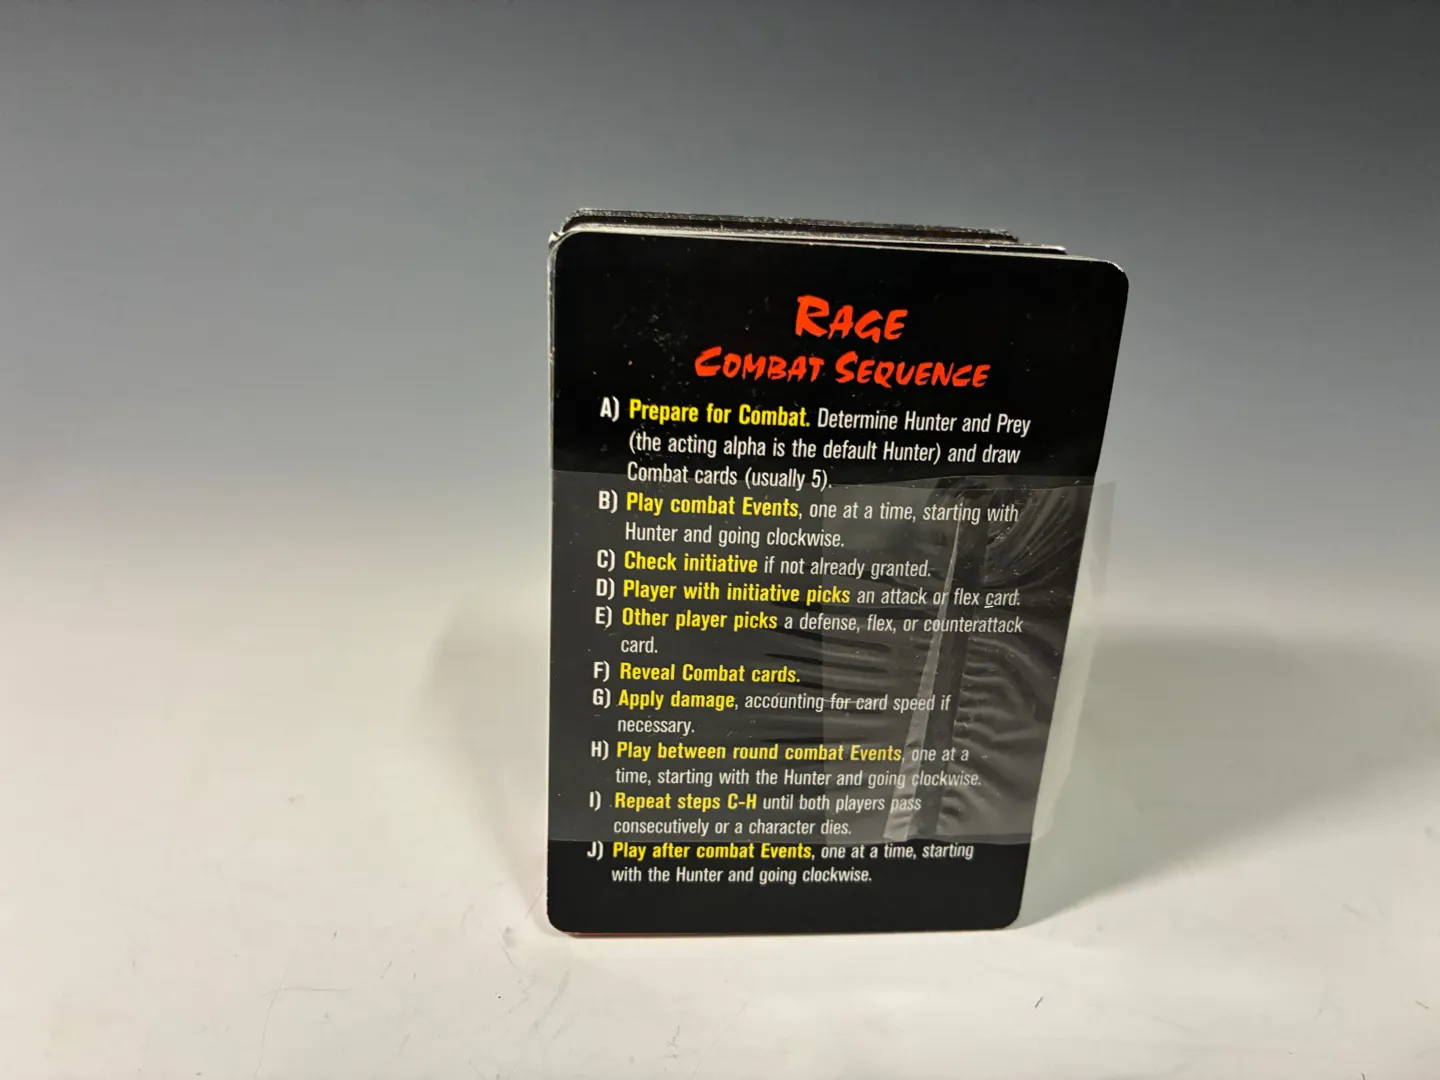 RAGE
COMBAT SEQUENCE
A) Prepare for Combat. Determine Hunter and Prey
(the acting alpha is the default Hunter) and draw
Combat cards (usually 5).
B) Play combat Events, one at a time, starting with
Hunter and going clockwise.
C) Check initiative if not already granted.
D) Player with initiative picks an attack or flex card.
E) Other player picks a defense, flex, or counterattack
card.
F) Reveal Combat cards.
G) Apply damage, accounting for card speed if
necessary.
H) Play between round combat Events, one at a
time, starting with the Hunter and going clockwise.
I) Repeat steps C-H until both players pass
consecutively or a character dies.
J) Play after combat Events, one at a time, starting
with the Hunter and going clockwise.